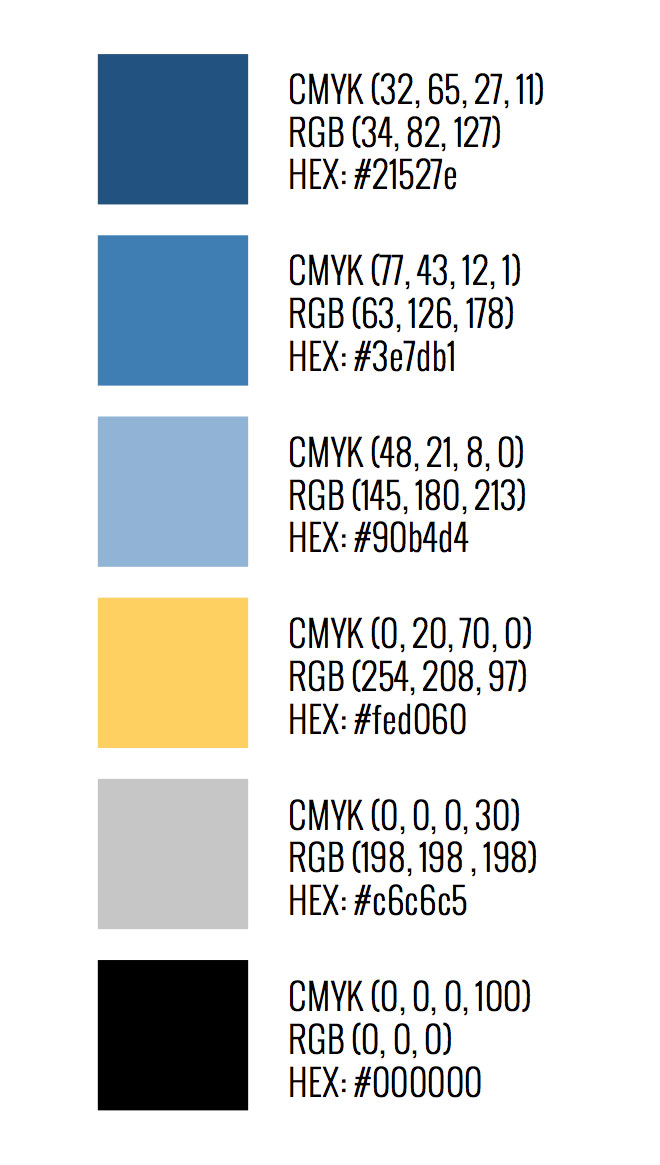 CMYK (32, 65, 27, 11)
RGB (34, 82, 127)
HEX: #21527e
CMYK (77, 43, 12, 1)
RGB (63, 126, 178)
HEX: #3e7db1
CMYK (48, 21, 8, 0)
RGB (145, 180, 213)
HEX: #90b4d4
CMYK (0, 20, 70, 0)
RGB (254, 208, 97)
HEX: #fed060
CMYK (0, 0, 0, 30)
RGB (198, 198 , 198)
HEX: #c6c6c5
CMYK (0, 0, 0, 100)
RGB (0, 0, 0)
HEX: #000000